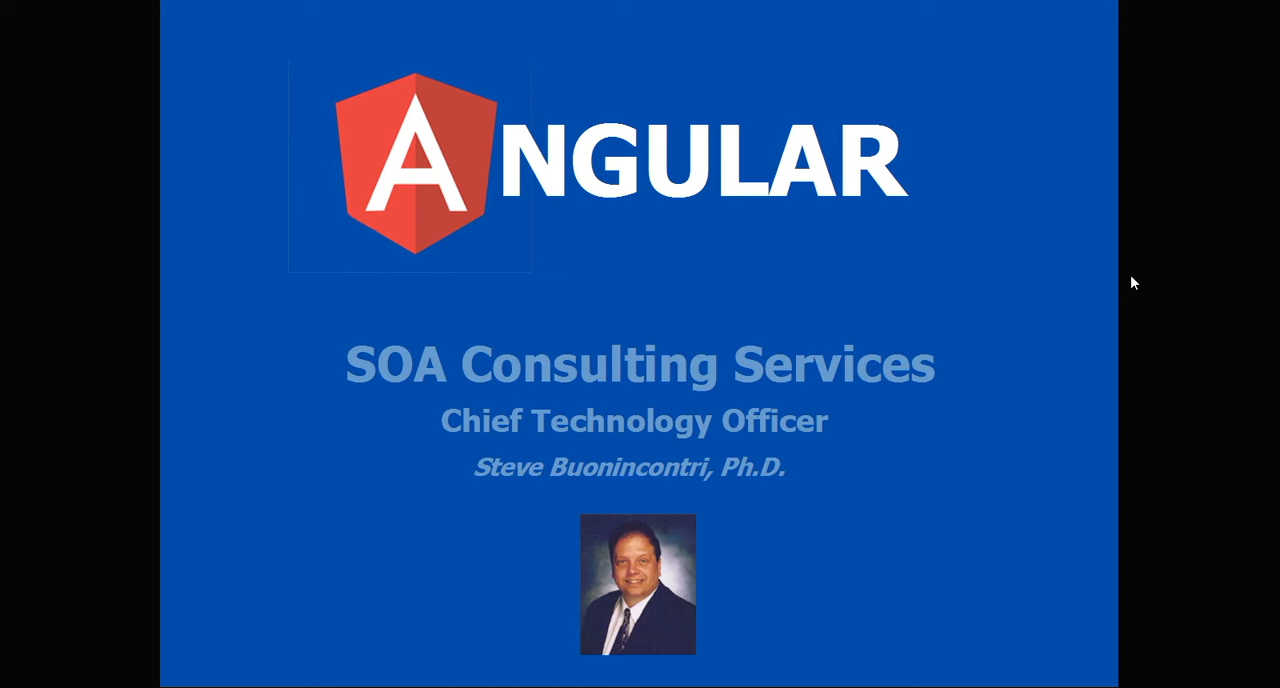 ANGULAR
SOA Consulting Services
Chief Technology Officer
Steve Buonincontri, Ph.D.